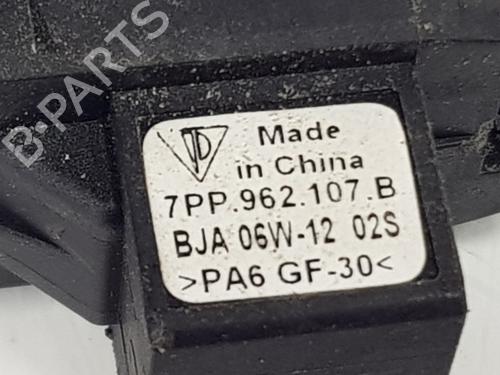 B-PARTS
Made
in China
7PP.962.107.B
BJA 06W-12 02S
>PA6 GF-30<